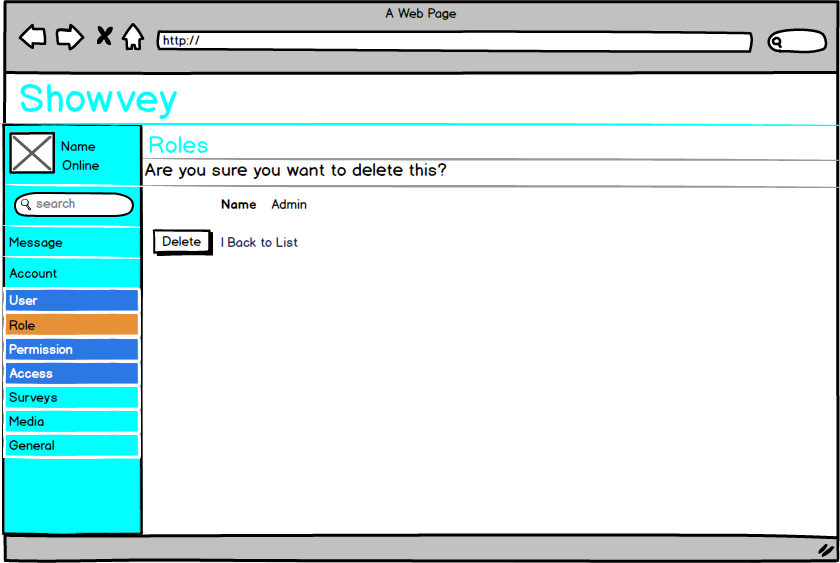 A Web Page
http://
Showvey
Name
Online
search
Message
Account
User
Role
Permission
Access
Surveys
Media
General
Roles
Are you sure you want to delete this?
Name Admin
Delete | Back to List